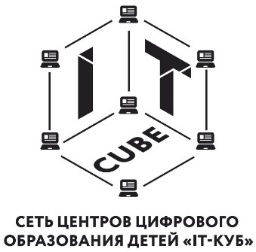 IT
CUBE
СЕТЬ ЦЕНТРОВ ЦИФРОВОГО
ОБРАЗОВАНИЯ ДЕТЕЙ «IT-КУБ»